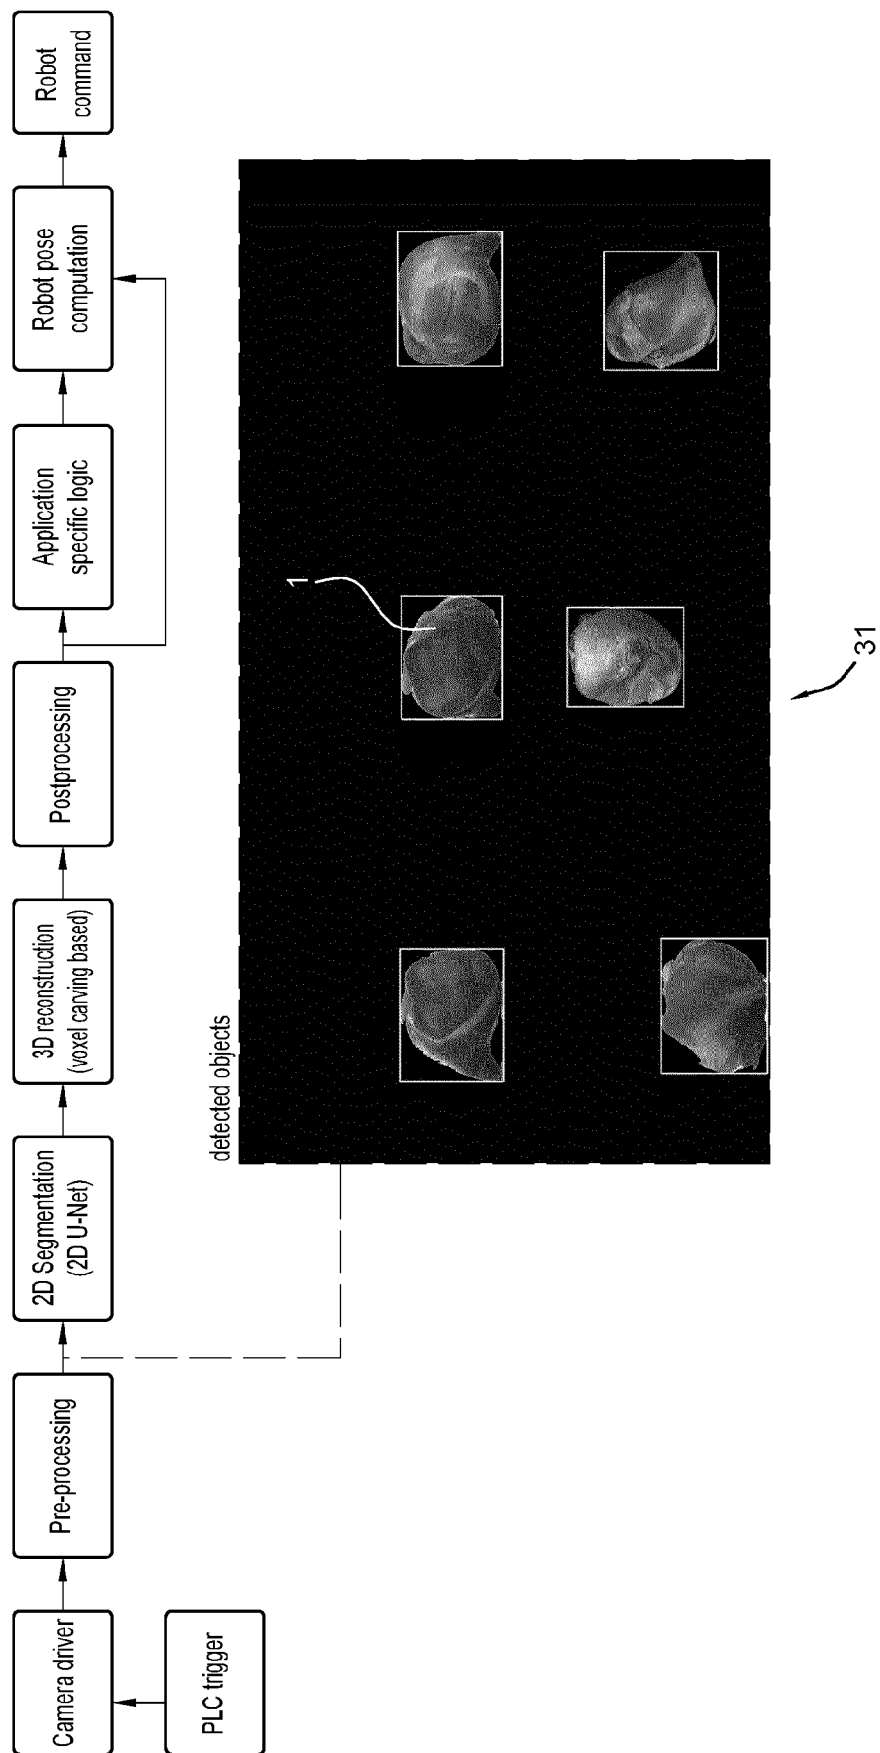 Camera driver
PLC trigger
Pre-processing
2D Segmentation
(2D U-Net)
3D reconstruction
(voxel carving based)
Postprocessing
Application
specific logic
Robot pose
computation
Robot
command
detected objects
1
31